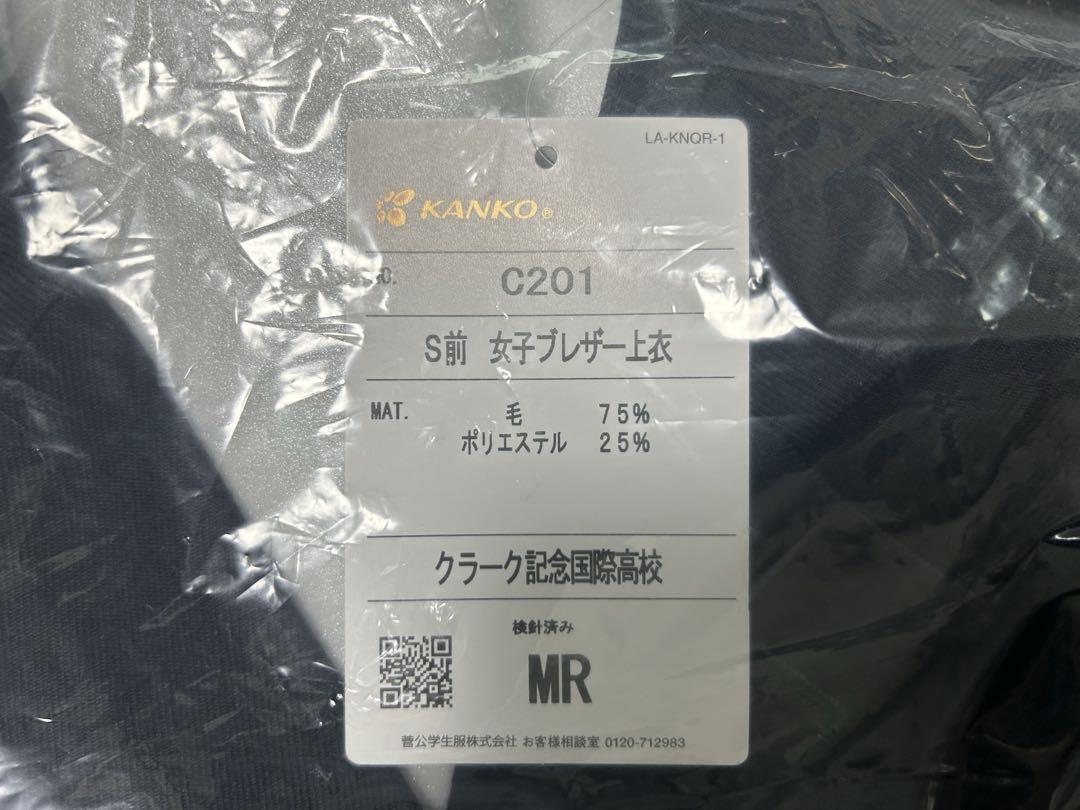 LA-KNQR-1
KANKO®
C201
S前 女子ブレザー上衣
MAT. 毛 75%
ポリエステル 25%
クラーク記念国際高校
検針済み
MR
菅公学生服株式会社 お客様相談室 0120-712983